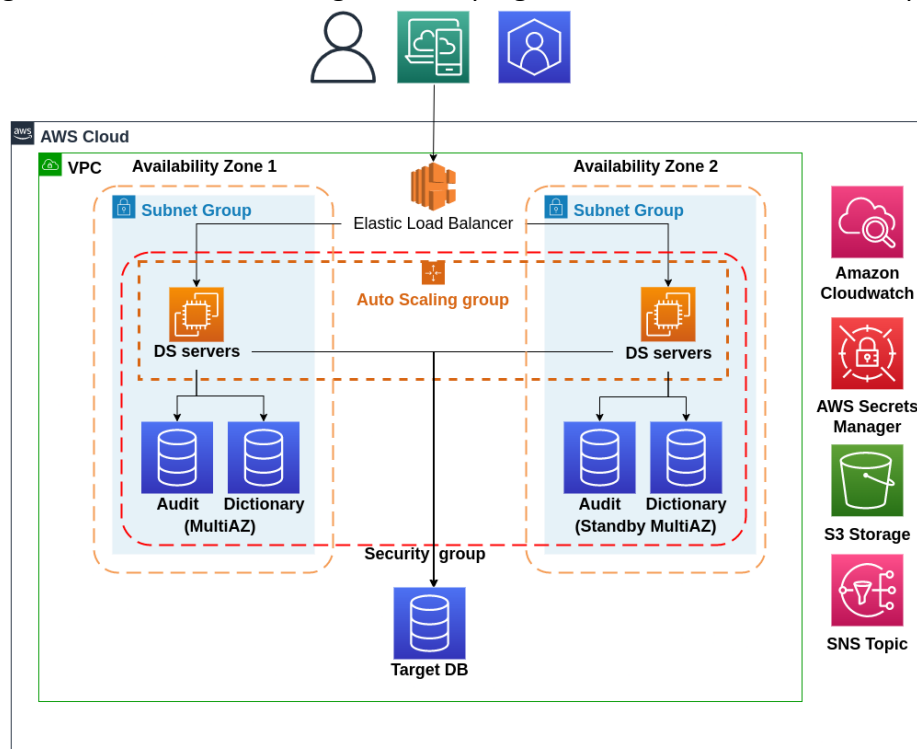 aws
AWS Cloud
VPC
Availability Zone 1
Availability Zone 2
Subnet Group
Subnet Group
Elastic Load Balancer
Auto Scaling group
DS servers
DS servers
Audit
Dictionary
(MultiAZ)
Audit
Dictionary
(Standby MultiAZ)
Security group
Target DB
Amazon
Cloudwatch
AWS Secrets
Manager
S3 Storage
SNS Topic